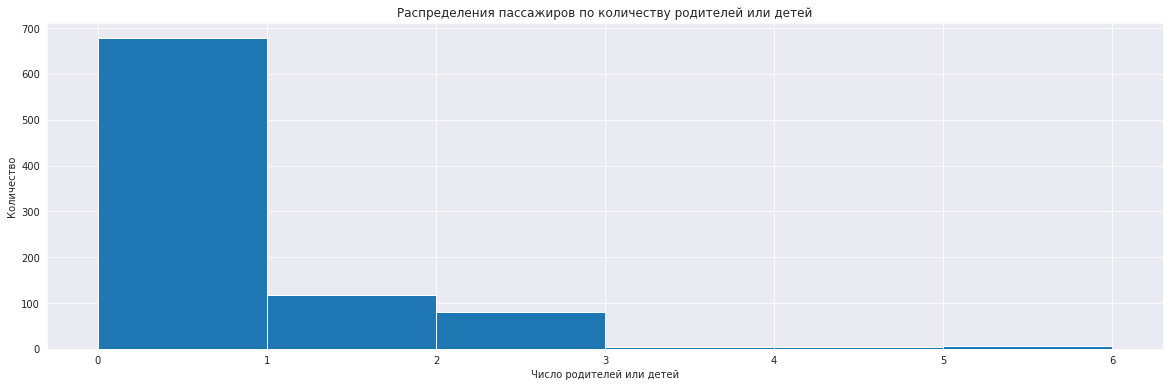 Распределения пассажиров по количеству родителей или детей
700
600
500
400
300
200
100
0
Количество
0 1 2 3 4 5 6
Число родителей или детей